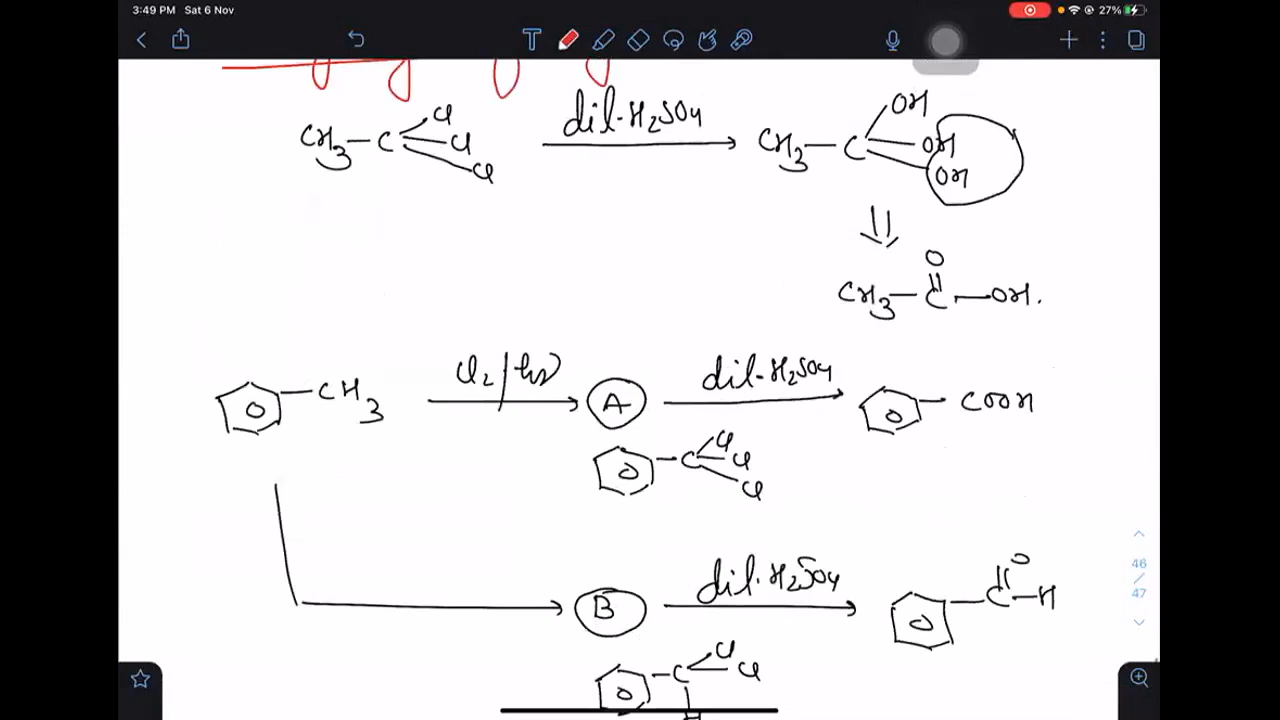 3:49 PM Sat 6 Nov
27%
CH3-C Cl Cl Cl dil-H2SO4 CH3-C OH OH OH
O
CH3-C-OH.
CH3 Cl2/hν A dil-H2SO4 COOH
C Cl Cl Cl
46
/
47
B dil-H2SO4 C O H
C Cl Cl
H